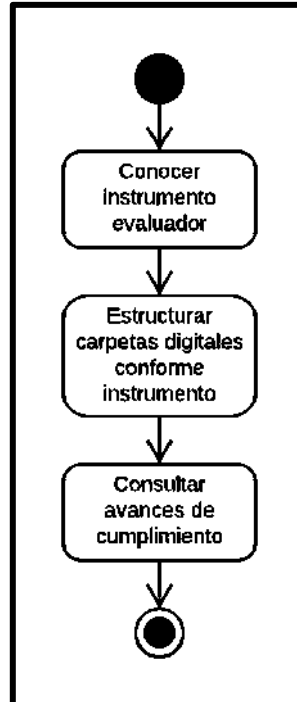 Conocer
instrumento
evaluador
Estructurar
carpetas digitales
conforme
instrumento
Consultar
avances de
cumplimiento